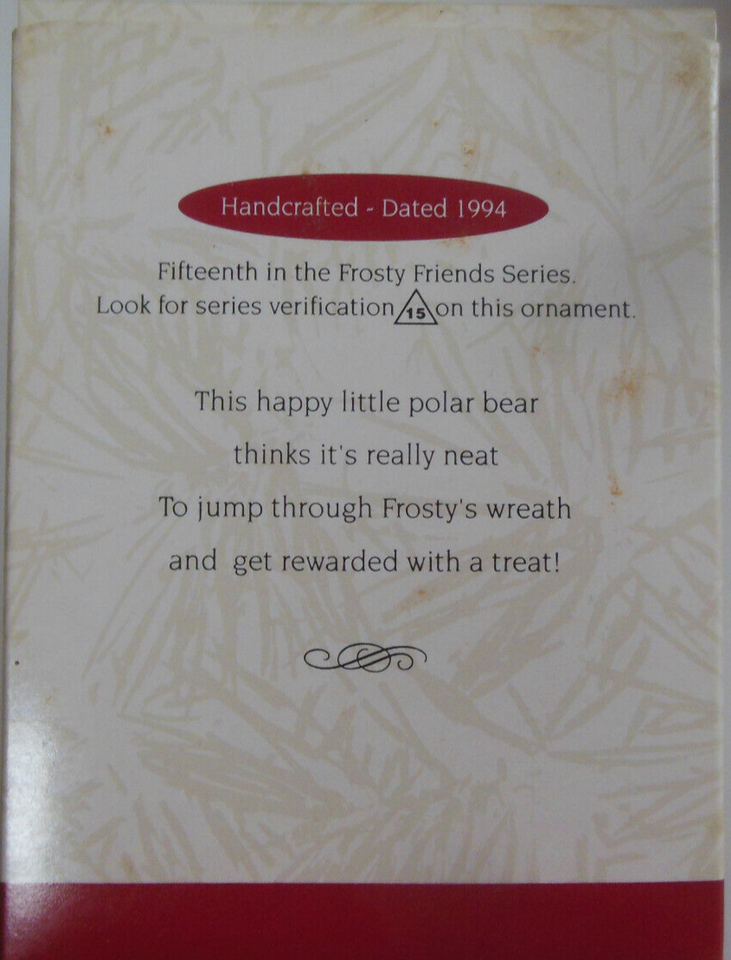 Handcrafted - Dated 1994
Fifteenth in the Frosty Friends Series.
Look for series verification 15 on this ornament.
This happy little polar bear
thinks it's really neat
To jump through Frosty's wreath
and get rewarded with a treat!